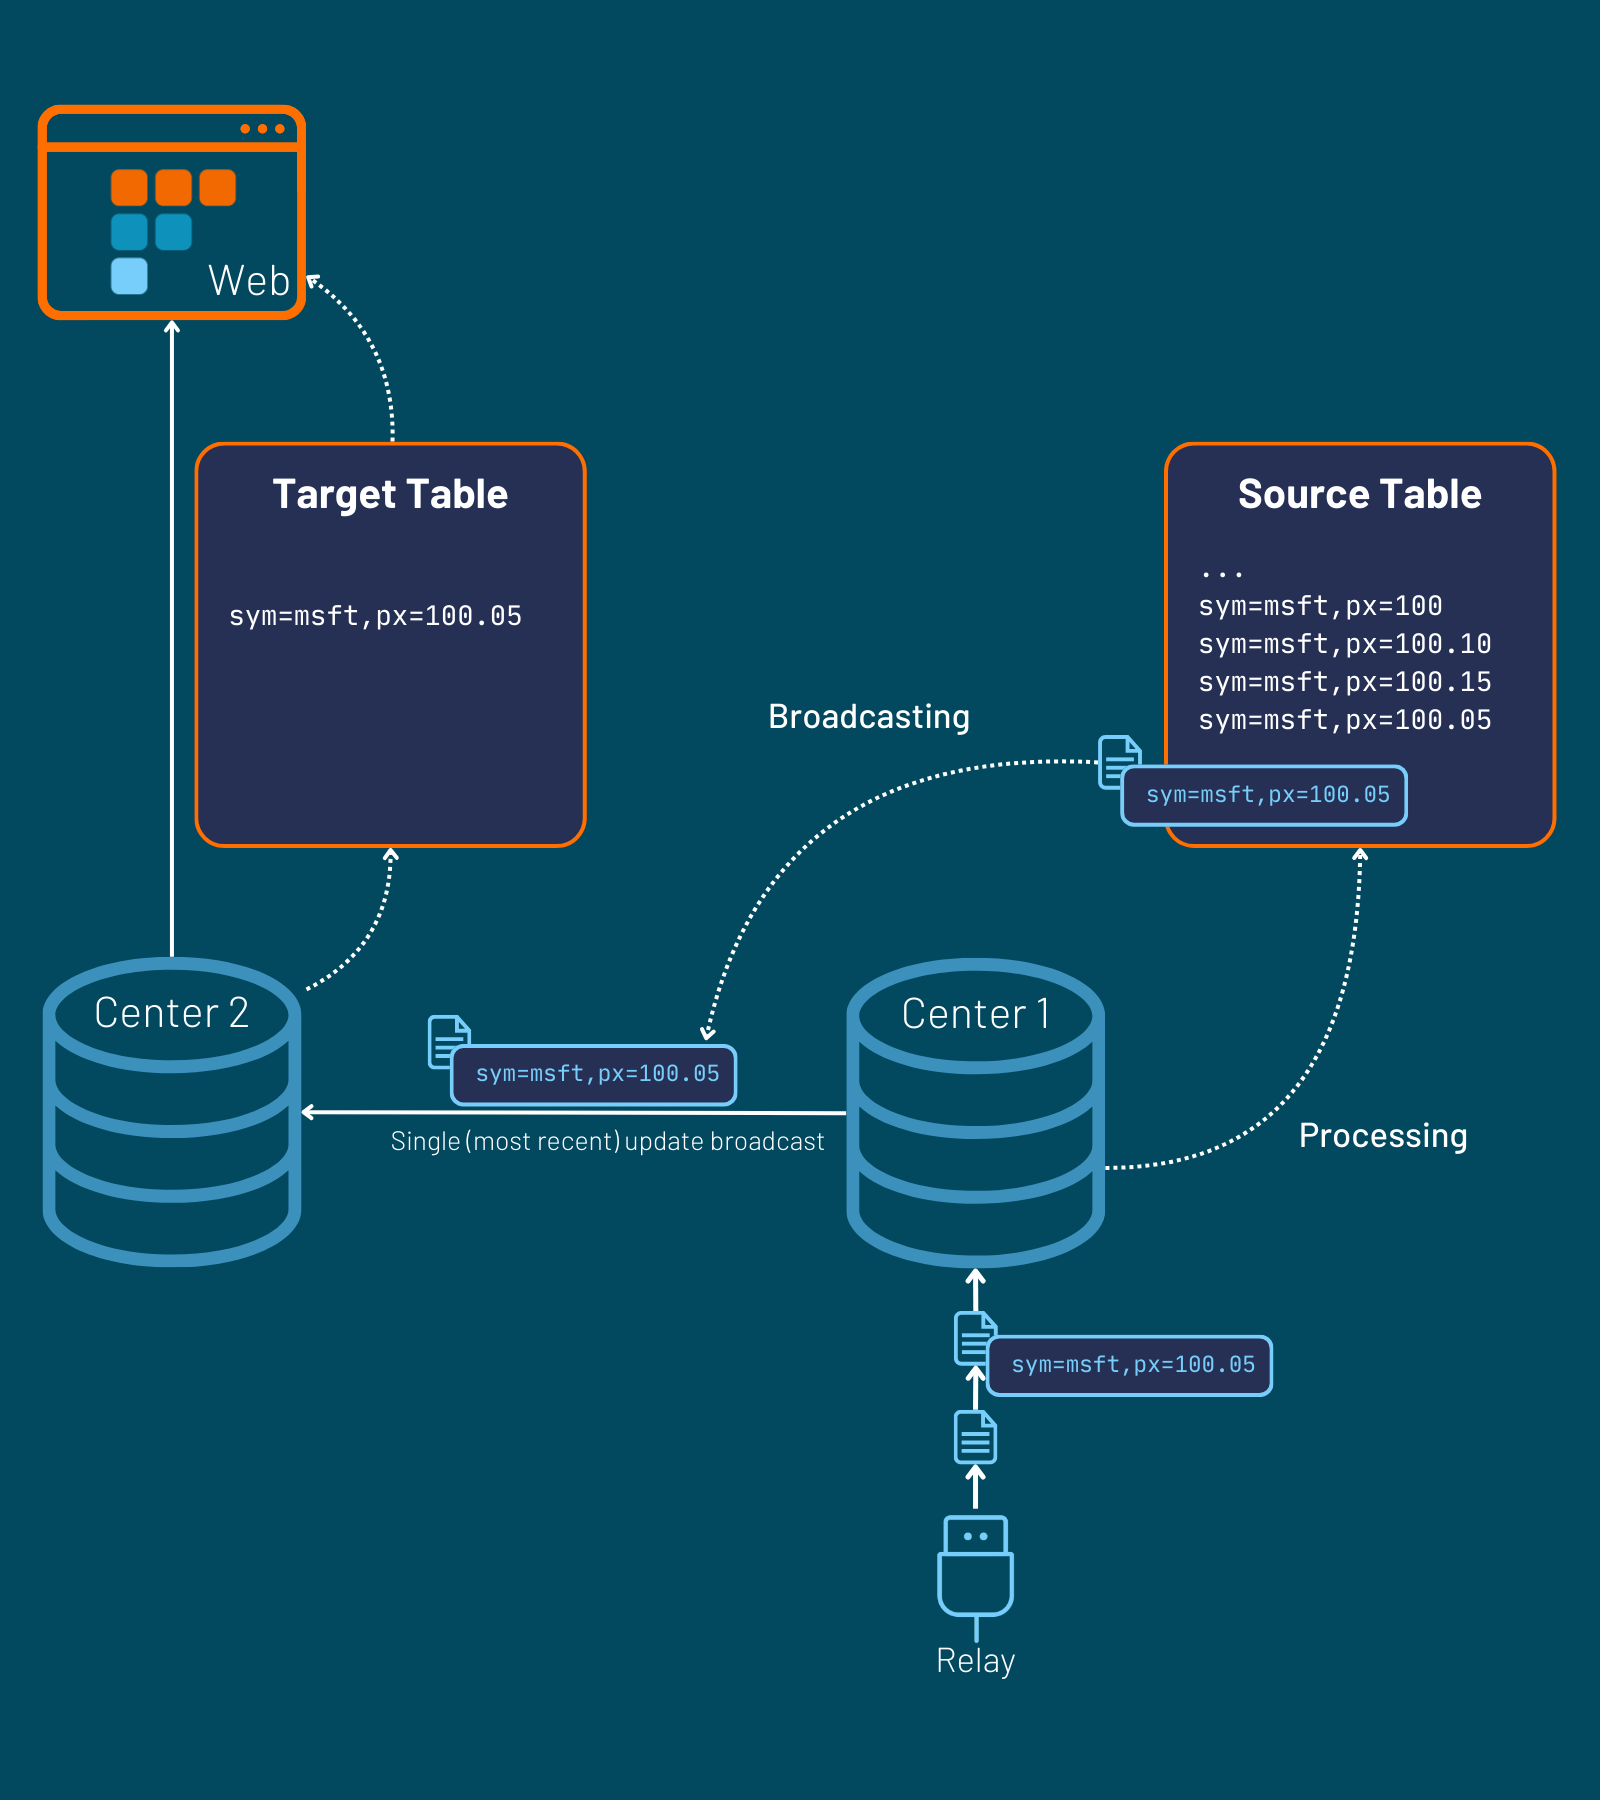 Web
Target Table
sym=msft,px=100.05
Source Table
...
sym=msft,px=100
sym=msft,px=100.10
sym=msft,px=100.15
sym=msft,px=100.05
Broadcasting
sym=msft,px=100.05
Center 2
Center 1
sym=msft,px=100.05
Single (most recent) update broadcast
Processing
sym=msft,px=100.05
Relay